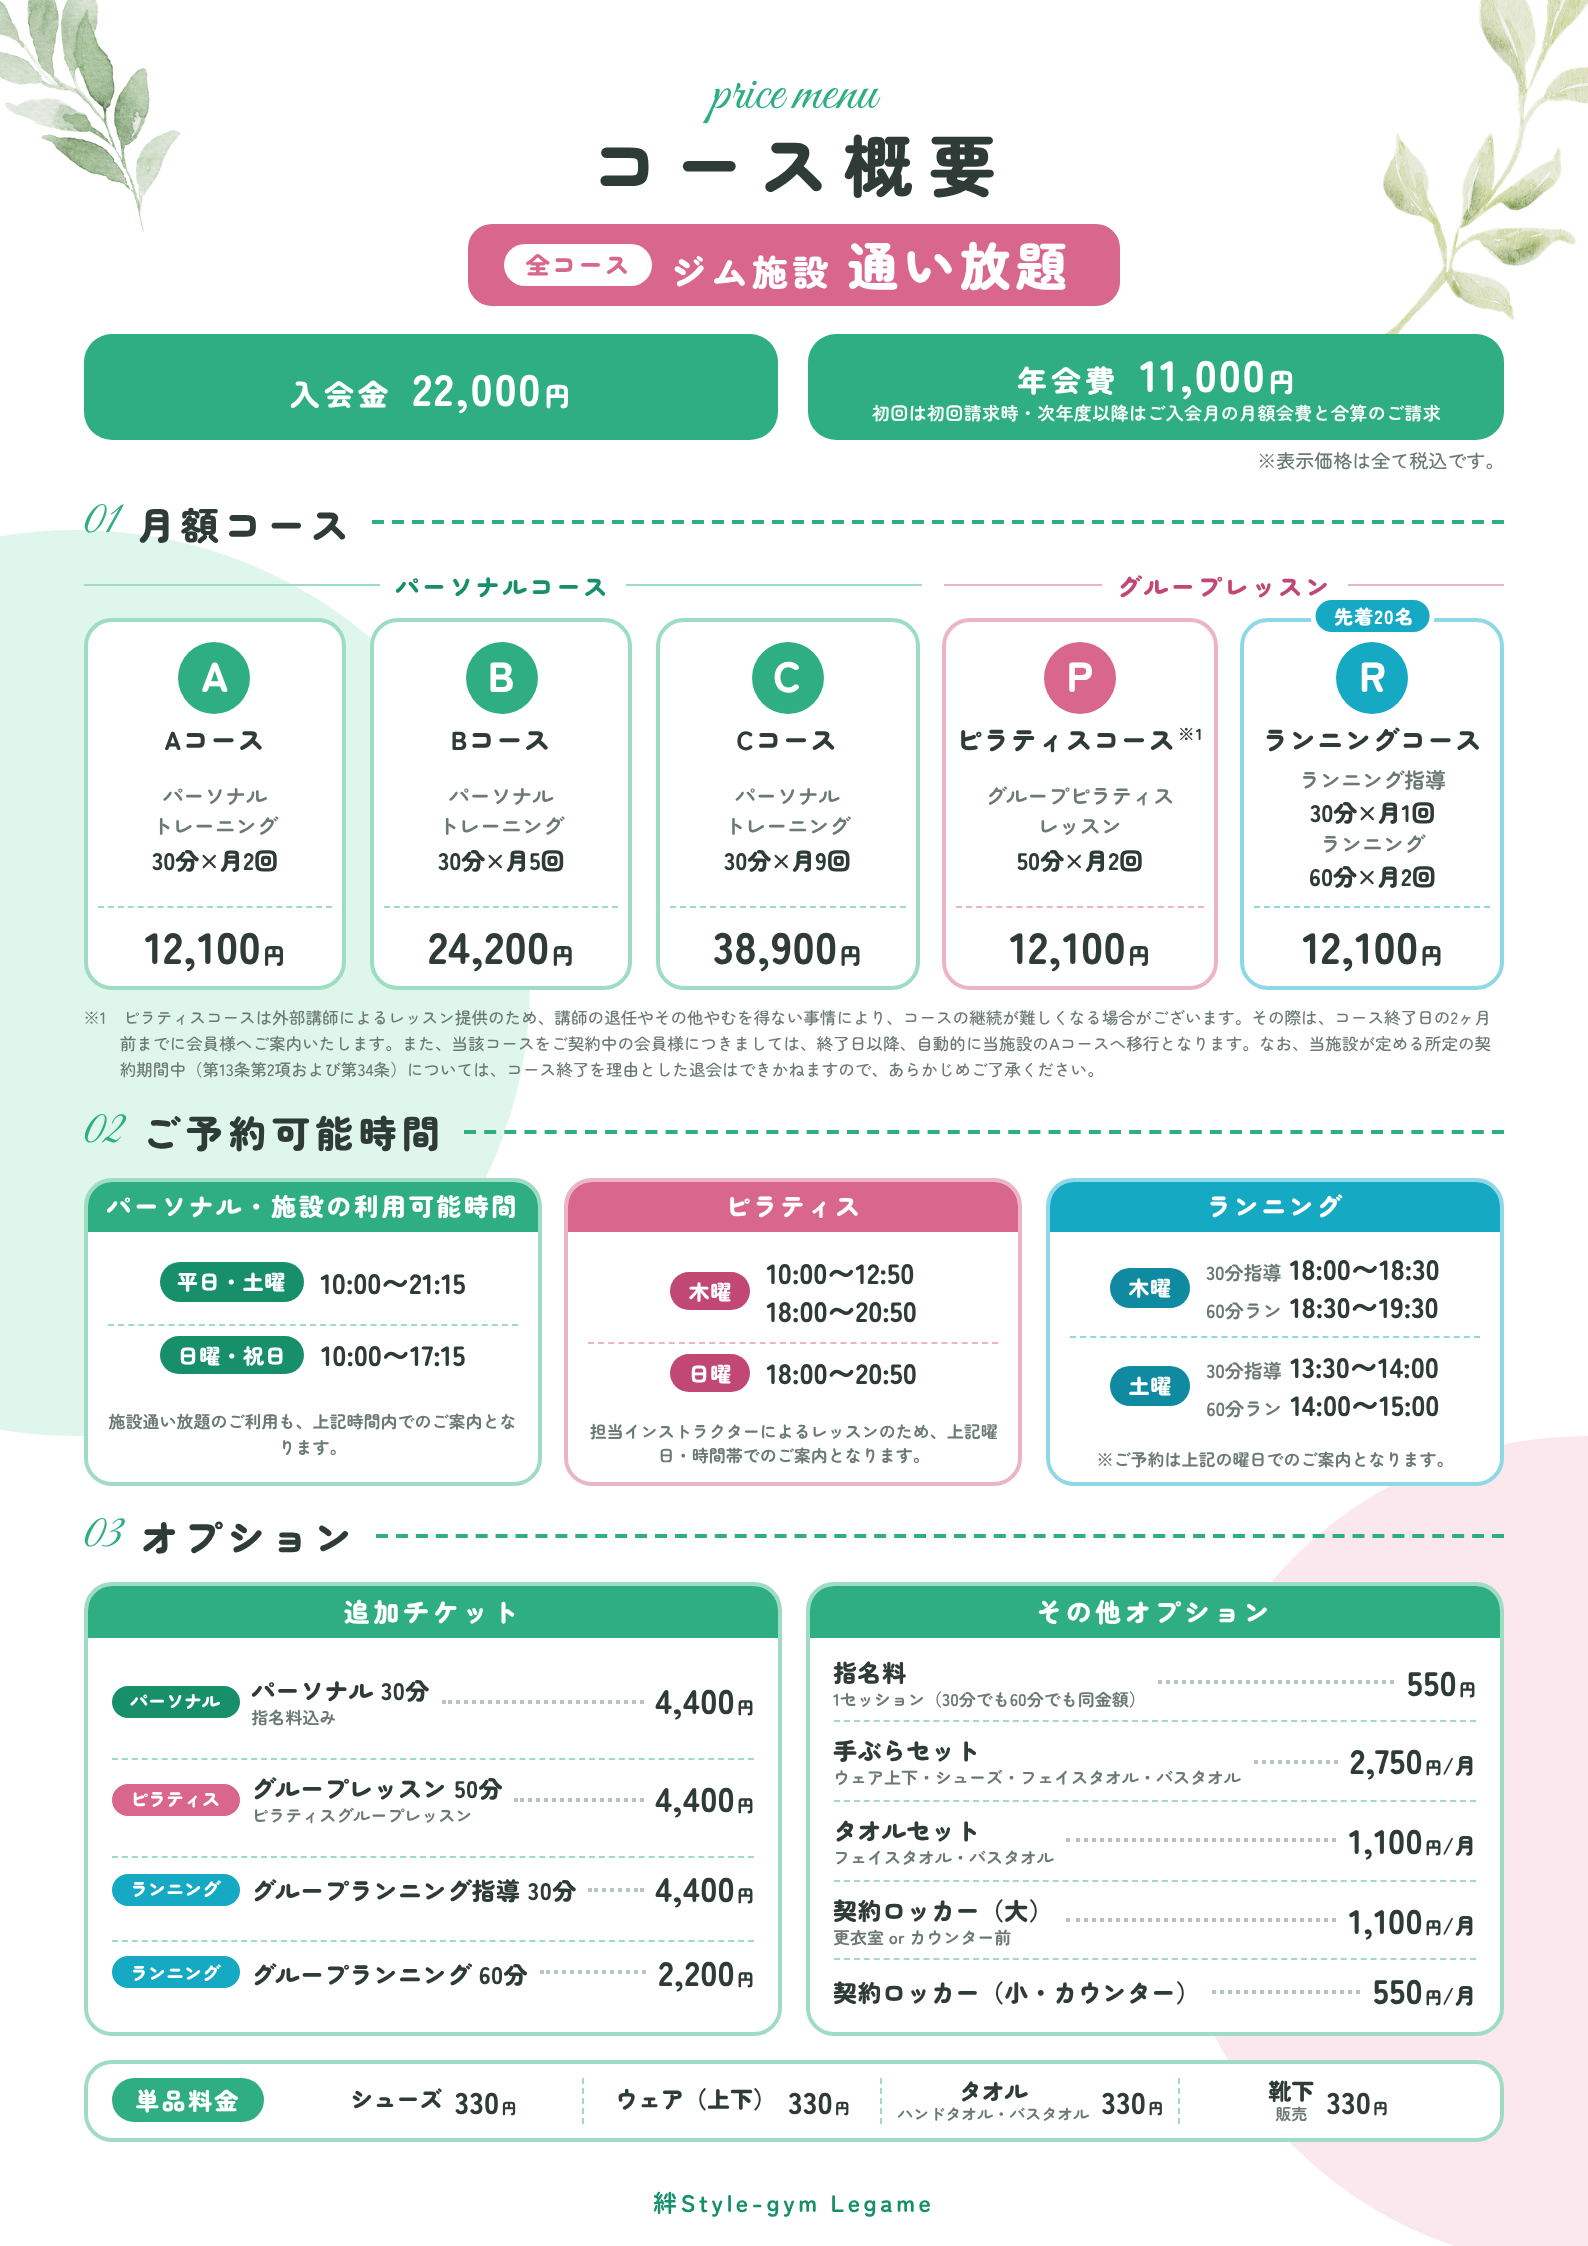 price menu
コース概要
全コース ジム施設 通い放題
入会金 22,000円
年会費 11,000円
初回は初回請求時・次年度以降はご入会月の月額会費と合算のご請求
※表示価格は全て税込です。
01 月額コース
パーソナルコース
グループレッスン
A
Aコース
パーソナル
トレーニング
30分×月2回
12,100円
B
Bコース
パーソナル
トレーニング
30分×月5回
24,200円
C
Cコース
パーソナル
トレーニング
30分×月9回
38,900円
P
ピラティスコース※1
グループピラティス
レッスン
50分×月2回
12,100円
先着20名
R
ランニングコース
ランニング指導
30分×月1回
ランニング
60分×月2回
12,100円
※1 ピラティスコースは外部講師によるレッスン提供のため、講師の退任やその他やむを得ない事情により、コースの継続が難しくなる場合がございます。その際は、コース終了日の2ヶ月
前までに会員様へご案内いたします。また、当該コースをご契約中の会員様につきましては、終了日以降、自動的に当施設のAコースへ移行となります。なお、当施設が定める所定の契
約期間中（第13条第2項および第34条）については、コース終了を理由とした退会はできかねますので、あらかじめご了承ください。
02 ご予約可能時間
パーソナル・施設の利用可能時間
平日・土曜 10:00〜21:15
日曜・祝日 10:00〜17:15
施設通い放題のご利用も、上記時間内でのご案内とな
ります。
ピラティス
木曜 10:00〜12:50
18:00〜20:50
日曜 18:00〜20:50
担当インストラクターによるレッスンのため、上記曜
日・時間帯でのご案内となります。
ランニング
木曜 30分指導 18:00〜18:30
60分ラン 18:30〜19:30
土曜 30分指導 13:30〜14:00
60分ラン 14:00〜15:00
※ご予約は上記の曜日でのご案内となります。
03 オプション
追加チケット
パーソナル パーソナル 30分 4,400円
指名料込み
ピラティス グループレッスン 50分 4,400円
ピラティスグループレッスン
ランニング グループランニング指導 30分 4,400円
ランニング グループランニング 60分 2,200円
その他オプション
指名料 550円
1セッション（30分でも60分でも同金額）
手ぶらセット 2,750円/月
ウェア上下・シューズ・フェイスタオル・バスタオル
タオルセット 1,100円/月
フェイスタオル・バスタオル
契約ロッカー（大） 1,100円/月
更衣室 or カウンター前
契約ロッカー（小・カウンター） 550円/月
単品料金 シューズ 330円 ウェア（上下） 330円 タオル 330円 靴下 330円
ハンドタオル・バスタオル 販売
絆Style-gym Legame